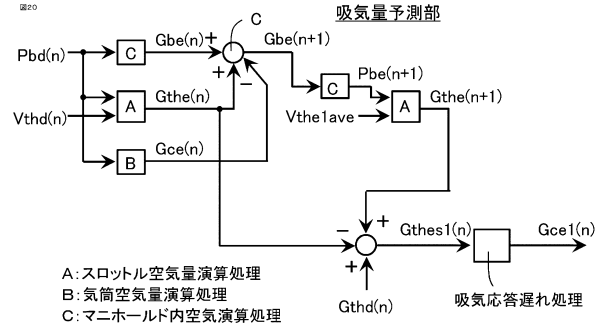 図20
吸気量予測部
C
Pbd(n)
C
Gbe(n)
+
Gbe(n+1)
+
−
C
Pbe(n+1)
A
Gthe(n)
A
Gthe(n+1)
Vthd(n)
Vthe1ave
B
Gce(n)
−
+
Gthes1(n)
Gce1(n)
+
Gthd(n)
吸気応答遅れ処理
A:スロットル空気量演算処理
B:気筒空気量演算処理
C:マニホールド内空気演算処理